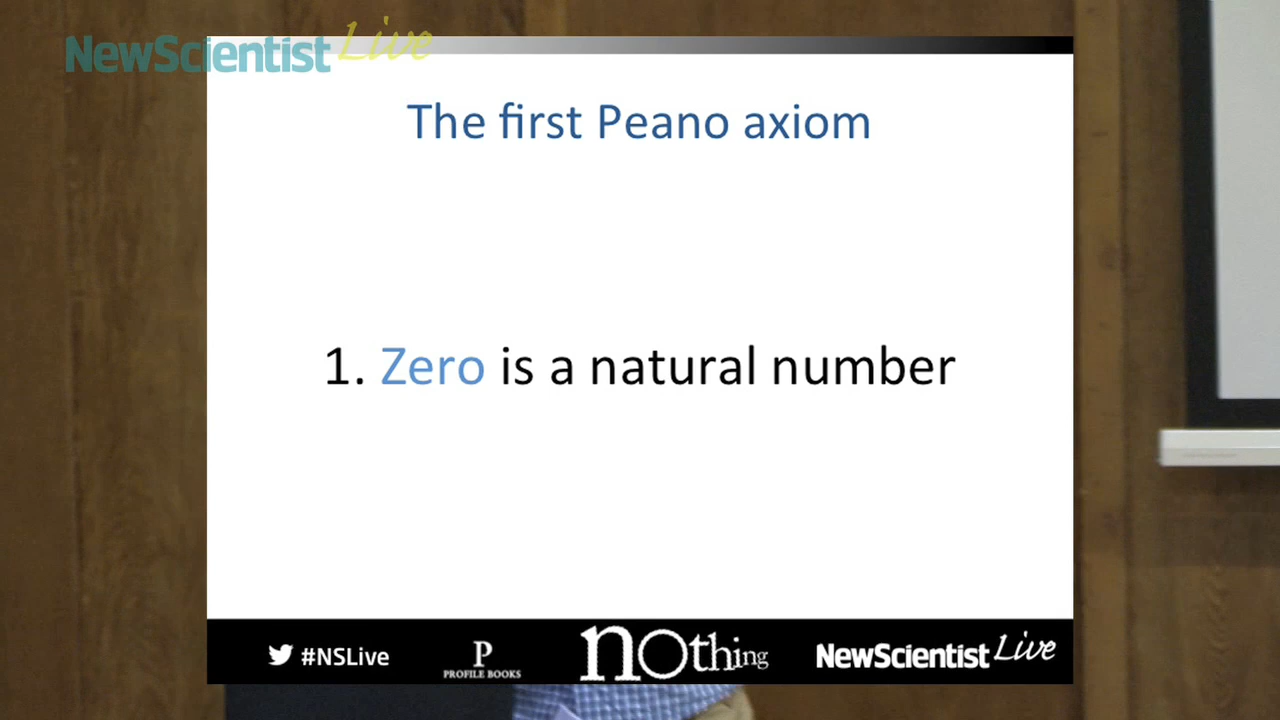 NewScientist Live
The first Peano axiom
1. Zero is a natural number
#NSLive
P
PROFILE BOOKS
nothing
NewScientist Live